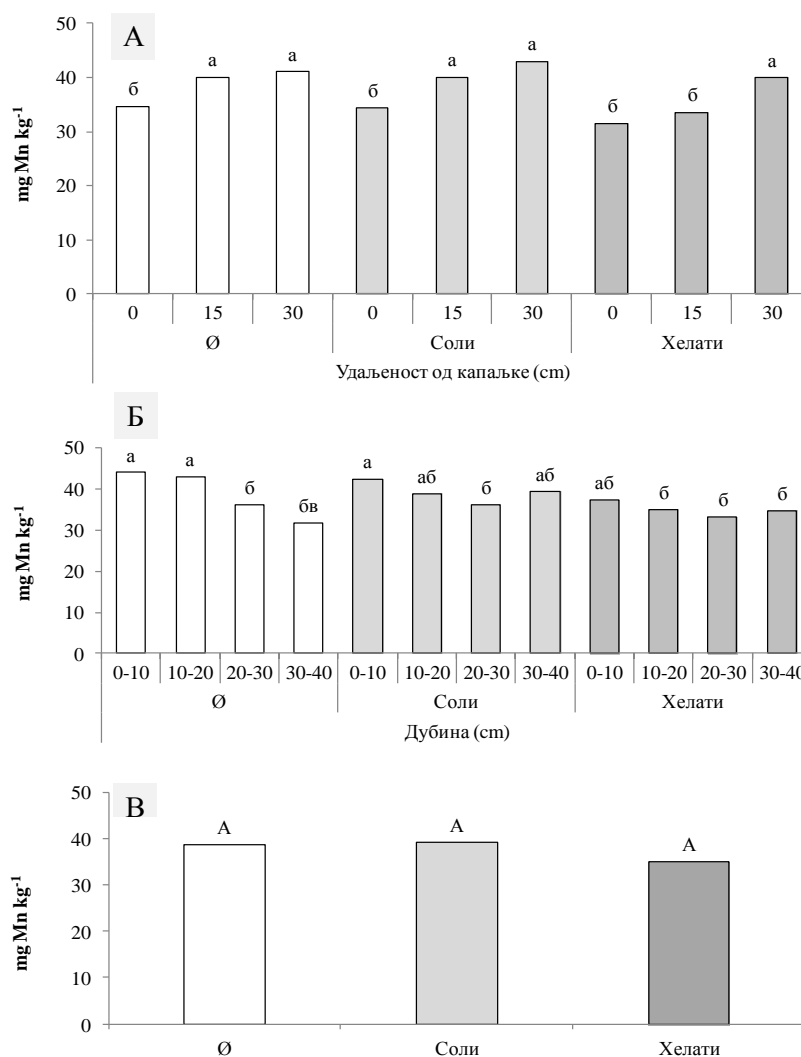 А
50
40
30
20
10
0
mg Mn kg-1
б а а б а а б б а
0 15 30 0 15 30 0 15 30
Ø Соли Хелати
Удаљеност од капаљке (cm)
Б
50
40
30
20
10
0
mg Mn kg-1
а а б бв а аб б аб аб б б б
0-10 10-20 20-30 30-40 0-10 10-20 20-30 30-40 0-10 10-20 20-30 30-40
Ø Соли Хелати
Дубина (cm)
В
50
40
30
20
10
0
mg Mn kg-1
А А А
Ø Соли Хелати